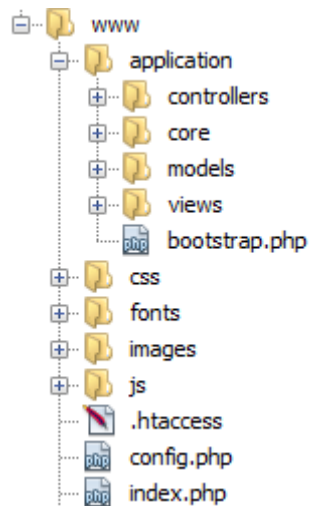 www
application
controllers
core
models
views
bootstrap.php
css
fonts
images
js
.htaccess
config.php
index.php